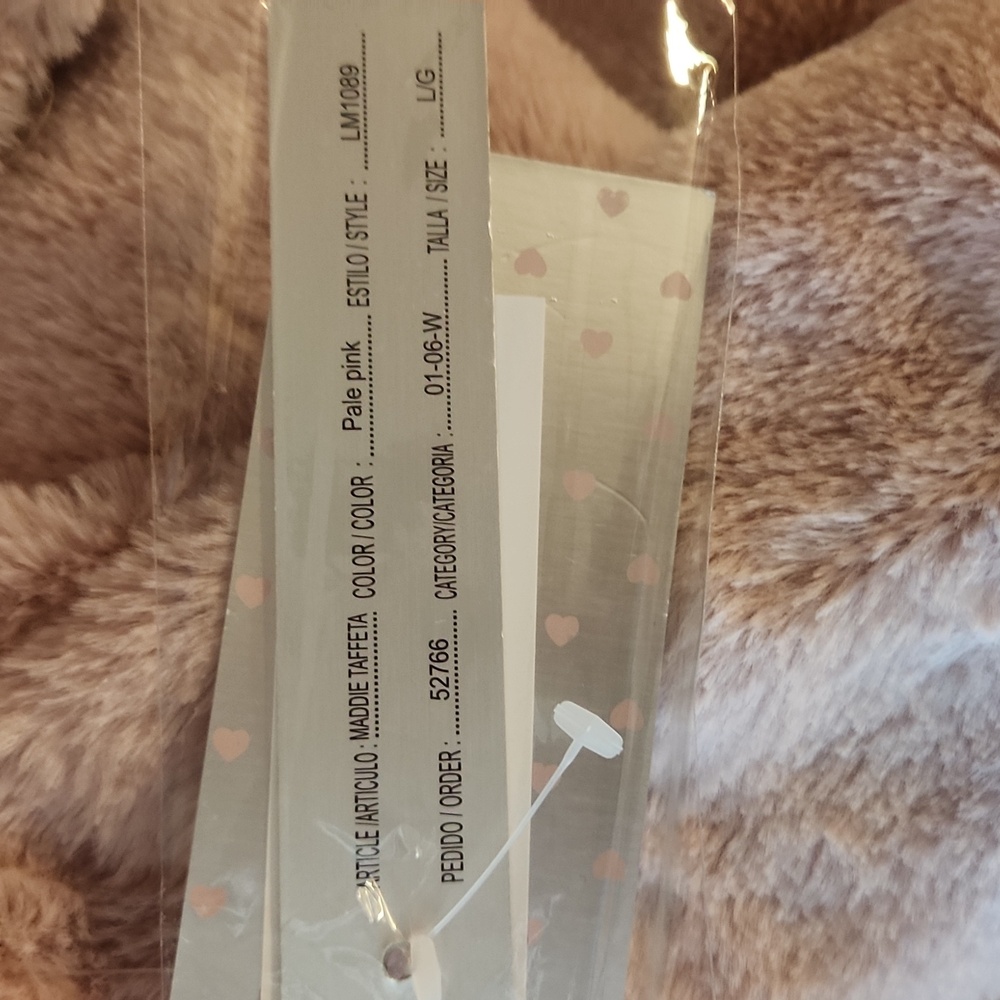 ARTICLE /ARTICULO : MADDIE TAFFETA COLOR / COLOR : Pale pink ESTILO / STYLE : LM1089
PEDIDO / ORDER : 52766 CATEGORY/CATEGORIA : 01-06-W TALLA / SIZE : L/G